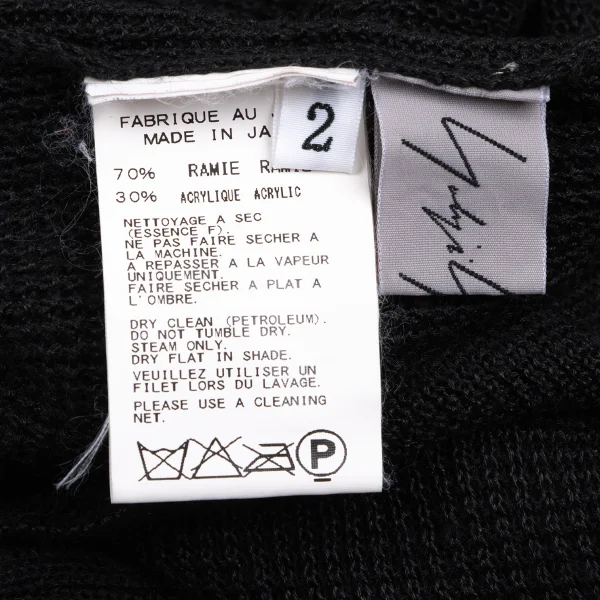 FABRIQUE AU
MADE IN JA
2
70% RAMIE RAMIE
30% ACRYLIQUE ACRYLIC
NETTOYAGE A SEC
(ESSENCE F).
NE PAS FAIRE SECHER A
LA MACHINE.
A REPASSER A LA VAPEUR
UNIQUEMENT.
FAIRE SECHER A PLAT A
L'OMBRE.
DRY CLEAN (PETROLEUM).
DO NOT TUMBLE DRY.
STEAM ONLY.
DRY FLAT IN SHADE.
VEUILLEZ UTILISER UN
FILET LORS DU LAVAGE.
PLEASE USE A CLEANING
NET.
P